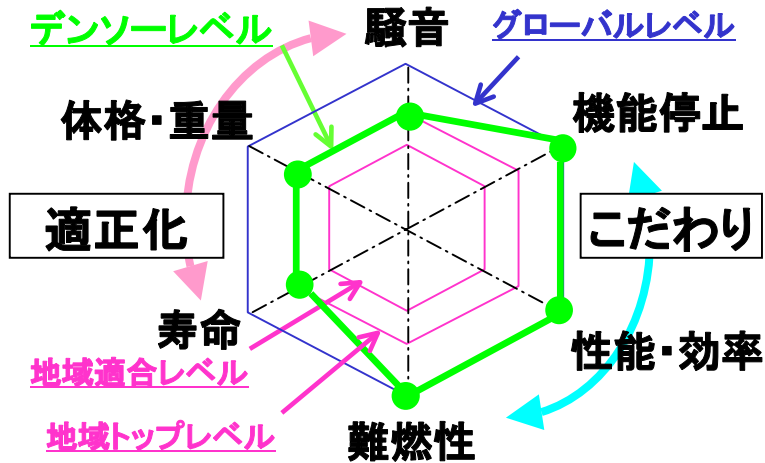 デンソーレベル
騒音
グローバルレベル
体格・重量
機能停止
適正化
こだわり
寿命
性能・効率
地域適合レベル
地域トップレベル
難燃性